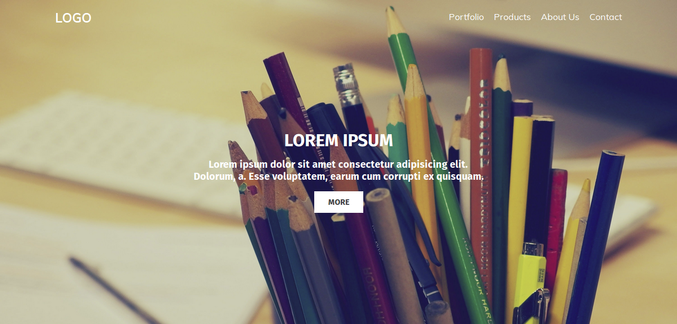 LOGO
Portfolio Products About Us Contact
LOREM IPSUM
Lorem ipsum dolor sit amet consectetur adipisicing elit.
Dolorum, a. Esse voluptatem, earum cum corrupti ex quisquam.
MORE